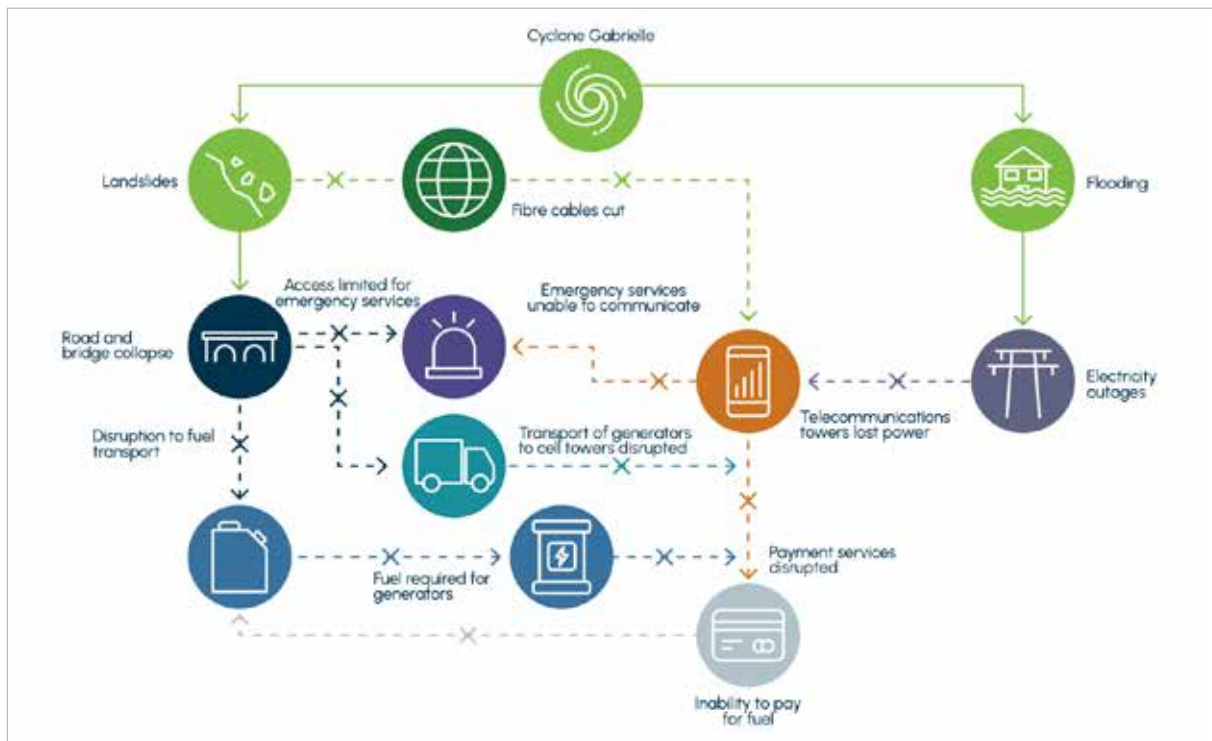 Cyclone Gabrielle
Landslides
Fibre cables cut
Flooding
Access limited for
emergency services
Emergency services
unable to communicate
Road and
bridge collapse
Electricity
outages
Telecommunications
towers lost power
Disruption to fuel
transport
Transport of generators
to cell towers disrupted
Payment services
disrupted
Fuel required for
generators
Inability to pay
for fuel